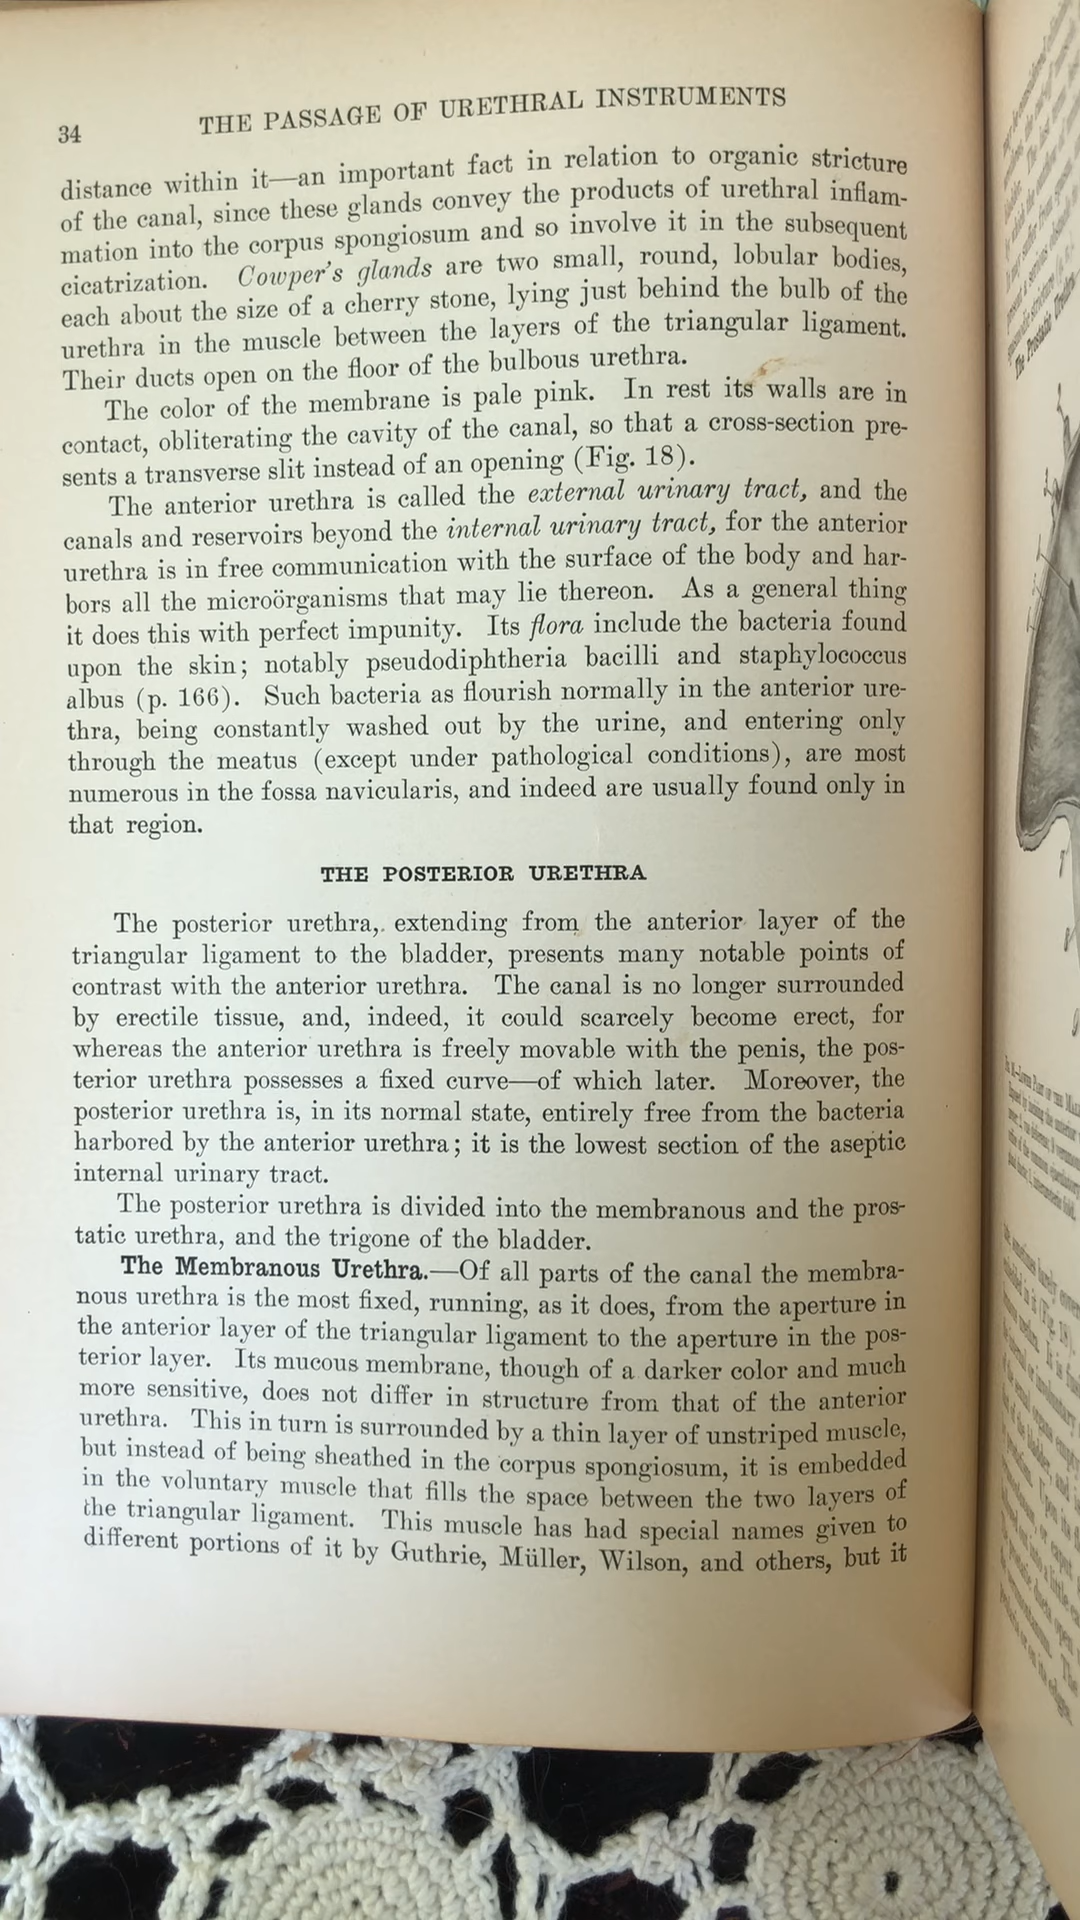 34
THE PASSAGE OF URETHRAL INSTRUMENTS
distance within it—an important fact in relation to organic stricture
of the canal, since these glands convey the products of urethral inflam-
mation into the corpus spongiosum and so involve it in the subsequent
cicatrization. Cowper's glands are two small, round, lobular bodies,
each about the size of a cherry stone, lying just behind the bulb of the
urethra in the muscle between the layers of the triangular ligament.
Their ducts open on the floor of the bulbous urethra.
The color of the membrane is pale pink. In rest its walls are in
contact, obliterating the cavity of the canal, so that a cross-section pre-
sents a transverse slit instead of an opening (Fig. 18).
The anterior urethra is called the external urinary tract, and the
canals and reservoirs beyond the internal urinary tract, for the anterior
urethra is in free communication with the surface of the body and har-
bors all the microörganisms that may lie thereon. As a general thing
it does this with perfect impunity. Its flora include the bacteria found
upon the skin; notably pseudodiphtheria bacilli and staphylococcus
albus (p. 166). Such bacteria as flourish normally in the anterior ure-
thra, being constantly washed out by the urine, and entering only
through the meatus (except under pathological conditions), are most
numerous in the fossa navicularis, and indeed are usually found only in
that region.
THE POSTERIOR URETHRA
The posterior urethra, extending from the anterior layer of the
triangular ligament to the bladder, presents many notable points of
contrast with the anterior urethra. The canal is no longer surrounded
by erectile tissue, and, indeed, it could scarcely become erect, for
whereas the anterior urethra is freely movable with the penis, the pos-
terior urethra possesses a fixed curve—of which later. Moreover, the
posterior urethra is, in its normal state, entirely free from the bacteria
harbored by the anterior urethra; it is the lowest section of the aseptic
internal urinary tract.
The posterior urethra is divided into the membranous and the pros-
tatic urethra, and the trigone of the bladder.
The Membranous Urethra.—Of all parts of the canal the membra-
nous urethra is the most fixed, running, as it does, from the aperture in
the anterior layer of the triangular ligament to the aperture in the pos-
terior layer. Its mucous membrane, though of a darker color and much
more sensitive, does not differ in structure from that of the anterior
urethra. This in turn is surrounded by a thin layer of unstriped muscle,
but instead of being sheathed in the corpus spongiosum, it is embedded
in the voluntary muscle that fills the space between the two layers of
the triangular ligament. This muscle has had special names given to
different portions of it by Guthrie, Müller, Wilson, and others, but it
The Prostatic Urethra